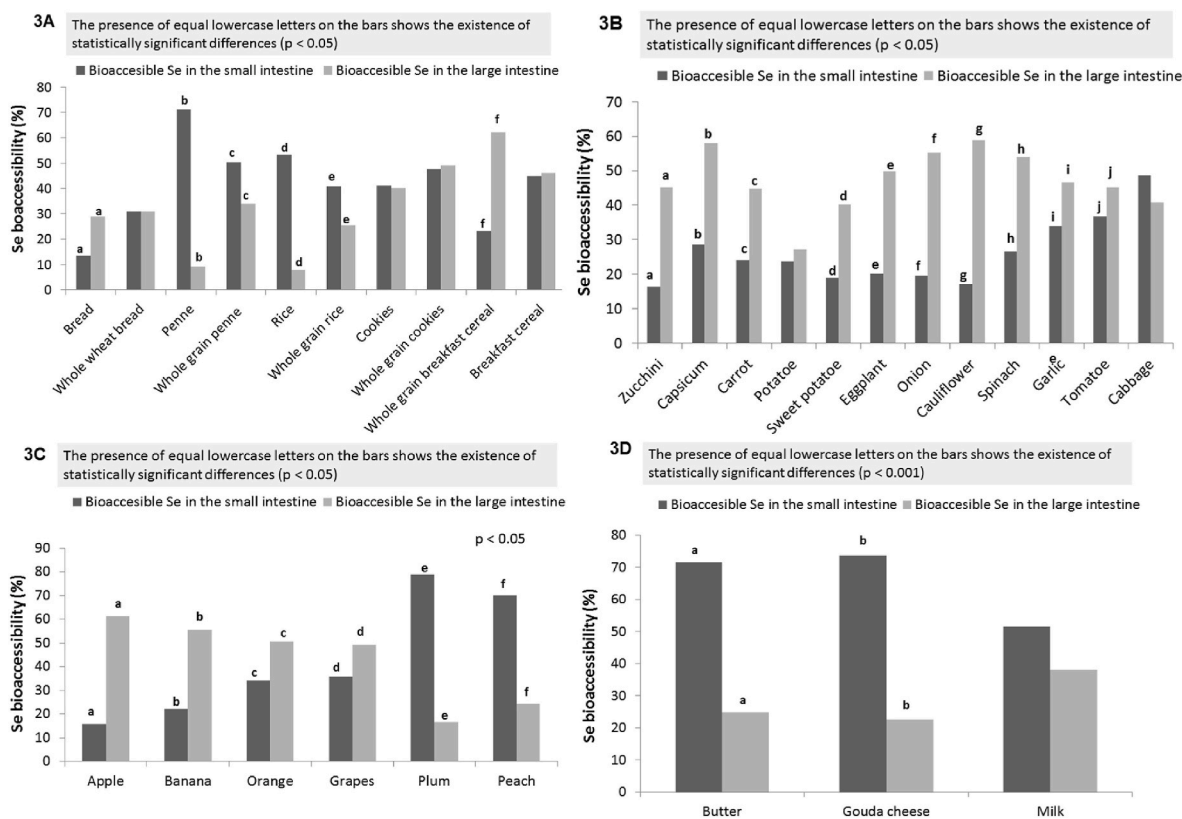 3A
The presence of equal lowercase letters on the bars shows the existence of
statistically significant differences (p < 0.05)
Bioaccesible Se in the small intestine Bioaccesible Se in the large intestine
Se boaccessibility (%)
80
70
60
50
40
30
20
10
0
a a b b c c d d e e f f
Bread
Whole wheat bread
Penne
Whole grain penne
Rice
Whole grain rice
Cookies
Whole grain cookies
Whole grain breakfast cereal
Breakfast cereal
3B
The presence of equal lowercase letters on the bars shows the existence of
statistically significant differences (p < 0.05)
Bioaccesible Se in the small intestine Bioaccesible Se in the large intestine
Se bioaccessibility (%)
70
60
50
40
30
20
10
0
a a b b c c d d e e f f g g h h i i j j
e
Zucchini
Capsicum
Carrot
Potatoe
Sweet potatoe
Eggplant
Onion
Cauliflower
Spinach
Garlic
Tomatoe
Cabbage
3C
The presence of equal lowercase letters on the bars shows the existence of
statistically significant differences (p < 0.05)
Bioaccesible Se in the small intestine Bioaccesible Se in the large intestine
p < 0.05
Se bioaccessibility (%)
90
80
70
60
50
40
30
20
10
0
a a b b c c d d e e f f
Apple Banana Orange Grapes Plum Peach
3D
The presence of equal lowercase letters on the bars shows the existence of
statistically significant differences (p < 0.001)
Bioaccesible Se in the small intestine Bioaccesible Se in the large intestine
Se bioaccessibility (%)
80
70
60
50
40
30
20
10
0
a a b b
Butter Gouda cheese Milk